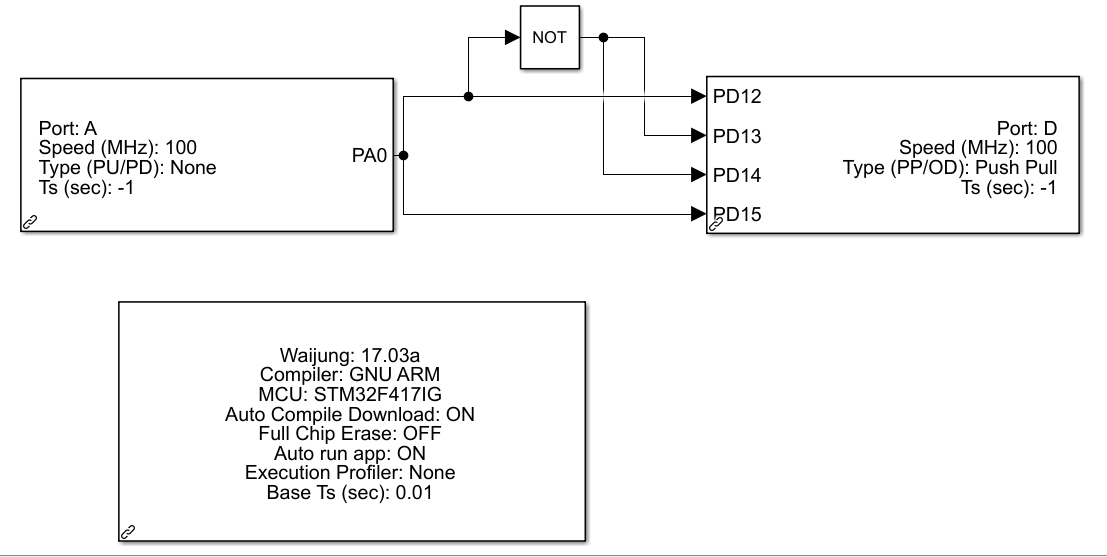 NOT
Port: A
Speed (MHz): 100
Type (PU/PD): None
Ts (sec): -1
PA0
PD12
PD13
PD14
PD15
Port: D
Speed (MHz): 100
Type (PP/OD): Push Pull
Ts (sec): -1
Waijung: 17.03a
Compiler: GNU ARM
MCU: STM32F417IG
Auto Compile Download: ON
Full Chip Erase: OFF
Auto run app: ON
Execution Profiler: None
Base Ts (sec): 0.01